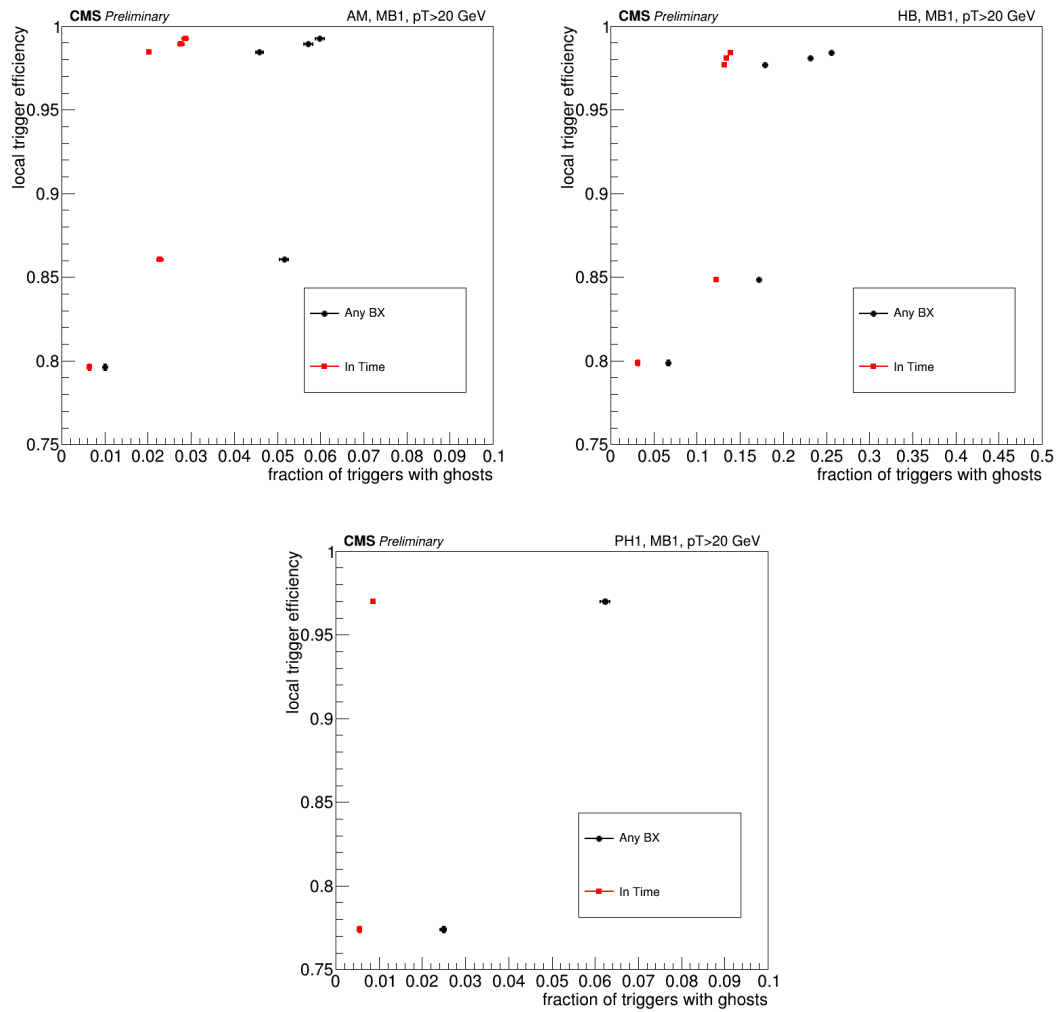 CMS Preliminary AM, MB1, pT>20 GeV
local trigger efficiency
1
0.95
0.9
0.85
0.8
0.75
Any BX
In Time
0 0.01 0.02 0.03 0.04 0.05 0.06 0.07 0.08 0.09 0.1
fraction of triggers with ghosts
CMS Preliminary HB, MB1, pT>20 GeV
local trigger efficiency
1
0.95
0.9
0.85
0.8
0.75
Any BX
In Time
0 0.05 0.1 0.15 0.2 0.25 0.3 0.35 0.4 0.45 0.5
fraction of triggers with ghosts
CMS Preliminary PH1, MB1, pT>20 GeV
local trigger efficiency
1
0.95
0.9
0.85
0.8
0.75
Any BX
In Time
0 0.01 0.02 0.03 0.04 0.05 0.06 0.07 0.08 0.09 0.1
fraction of triggers with ghosts